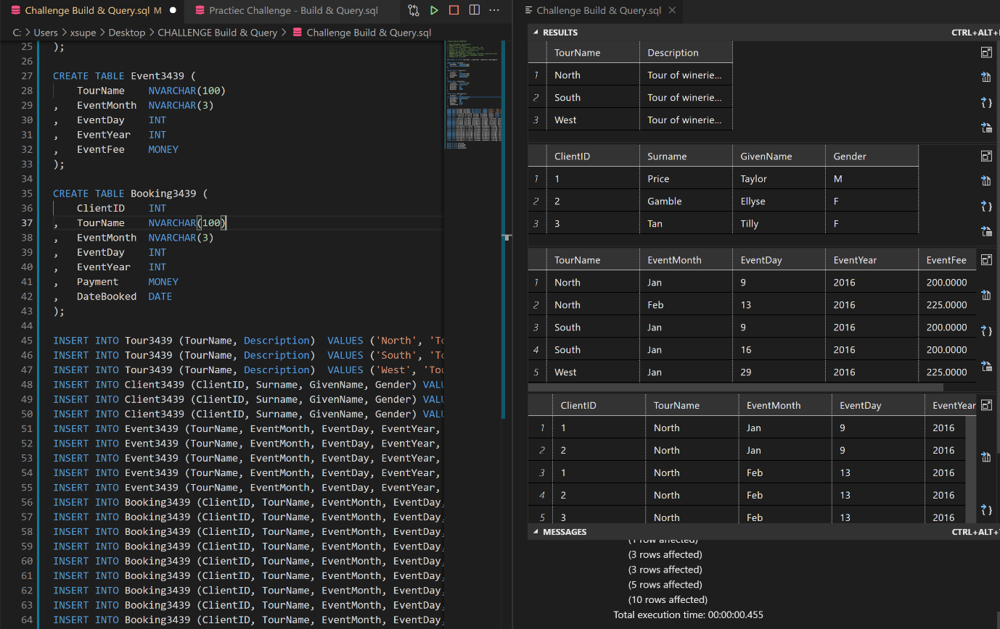 Challenge Build & Query.sql M
Practiec Challenge - Build & Query.sql
C: > Users > xsupe > Desktop > CHALLENGE Build & Query > Challenge Build & Query.sql
25 );
26
27 CREATE TABLE Event3439 (
28 TourName NVARCHAR(100)
29 , EventMonth NVARCHAR(3)
30 , EventDay INT
31 , EventYear INT
32 , EventFee MONEY
33 );
34
35 CREATE TABLE Booking3439 (
36 ClientID INT
37 , TourName NVARCHAR(100)
38 , EventMonth NVARCHAR(3)
39 , EventDay INT
40 , EventYear INT
41 , Payment MONEY
42 , DateBooked DATE
43 );
44
45 INSERT INTO Tour3439 (TourName, Description) VALUES ('North', 'To
46 INSERT INTO Tour3439 (TourName, Description) VALUES ('South', 'To
47 INSERT INTO Tour3439 (TourName, Description) VALUES ('West', 'Tou
48 INSERT INTO Client3439 (ClientID, Surname, GivenName, Gender) VALU
49 INSERT INTO Client3439 (ClientID, Surname, GivenName, Gender) VALU
50 INSERT INTO Client3439 (ClientID, Surname, GivenName, Gender) VALU
51 INSERT INTO Event3439 (TourName, EventMonth, EventDay, EventYear,
52 INSERT INTO Event3439 (TourName, EventMonth, EventDay, EventYear,
53 INSERT INTO Event3439 (TourName, EventMonth, EventDay, EventYear,
54 INSERT INTO Event3439 (TourName, EventMonth, EventDay, EventYear,
55 INSERT INTO Event3439 (TourName, EventMonth, EventDay, EventYear,
56 INSERT INTO Booking3439 (ClientID, TourName, EventMonth, EventDay,
57 INSERT INTO Booking3439 (ClientID, TourName, EventMonth, EventDay,
58 INSERT INTO Booking3439 (ClientID, TourName, EventMonth, EventDay,
59 INSERT INTO Booking3439 (ClientID, TourName, EventMonth, EventDay,
60 INSERT INTO Booking3439 (ClientID, TourName, EventMonth, EventDay,
61 INSERT INTO Booking3439 (ClientID, TourName, EventMonth, EventDay,
62 INSERT INTO Booking3439 (ClientID, TourName, EventMonth, EventDay,
63 INSERT INTO Booking3439 (ClientID, TourName, EventMonth, EventDay,
64 INSERT INTO Booking3439 (ClientID, TourName, EventMonth, EventDay,
Challenge Build & Query.sql
RESULTS CTRL+ALT+
TourName Description
1 North Tour of winerie...
2 South Tour of winerie...
3 West Tour of winerie...
ClientID Surname GivenName Gender
1 1 Price Taylor M
2 2 Gamble Ellyse F
3 3 Tan Tilly F
TourName EventMonth EventDay EventYear EventFee
1 North Jan 9 2016 200.0000
2 North Feb 13 2016 225.0000
3 South Jan 9 2016 200.0000
4 South Jan 16 2016 200.0000
5 West Jan 29 2016 225.0000
ClientID TourName EventMonth EventDay EventYear
1 1 North Jan 9 2016
2 2 North Jan 9 2016
3 1 North Feb 13 2016
4 2 North Feb 13 2016
5 3 North Feb 13 2016
MESSAGES CTRL+ALT+
(1 row affected)
(3 rows affected)
(3 rows affected)
(5 rows affected)
(10 rows affected)
Total execution time: 00:00:00.455